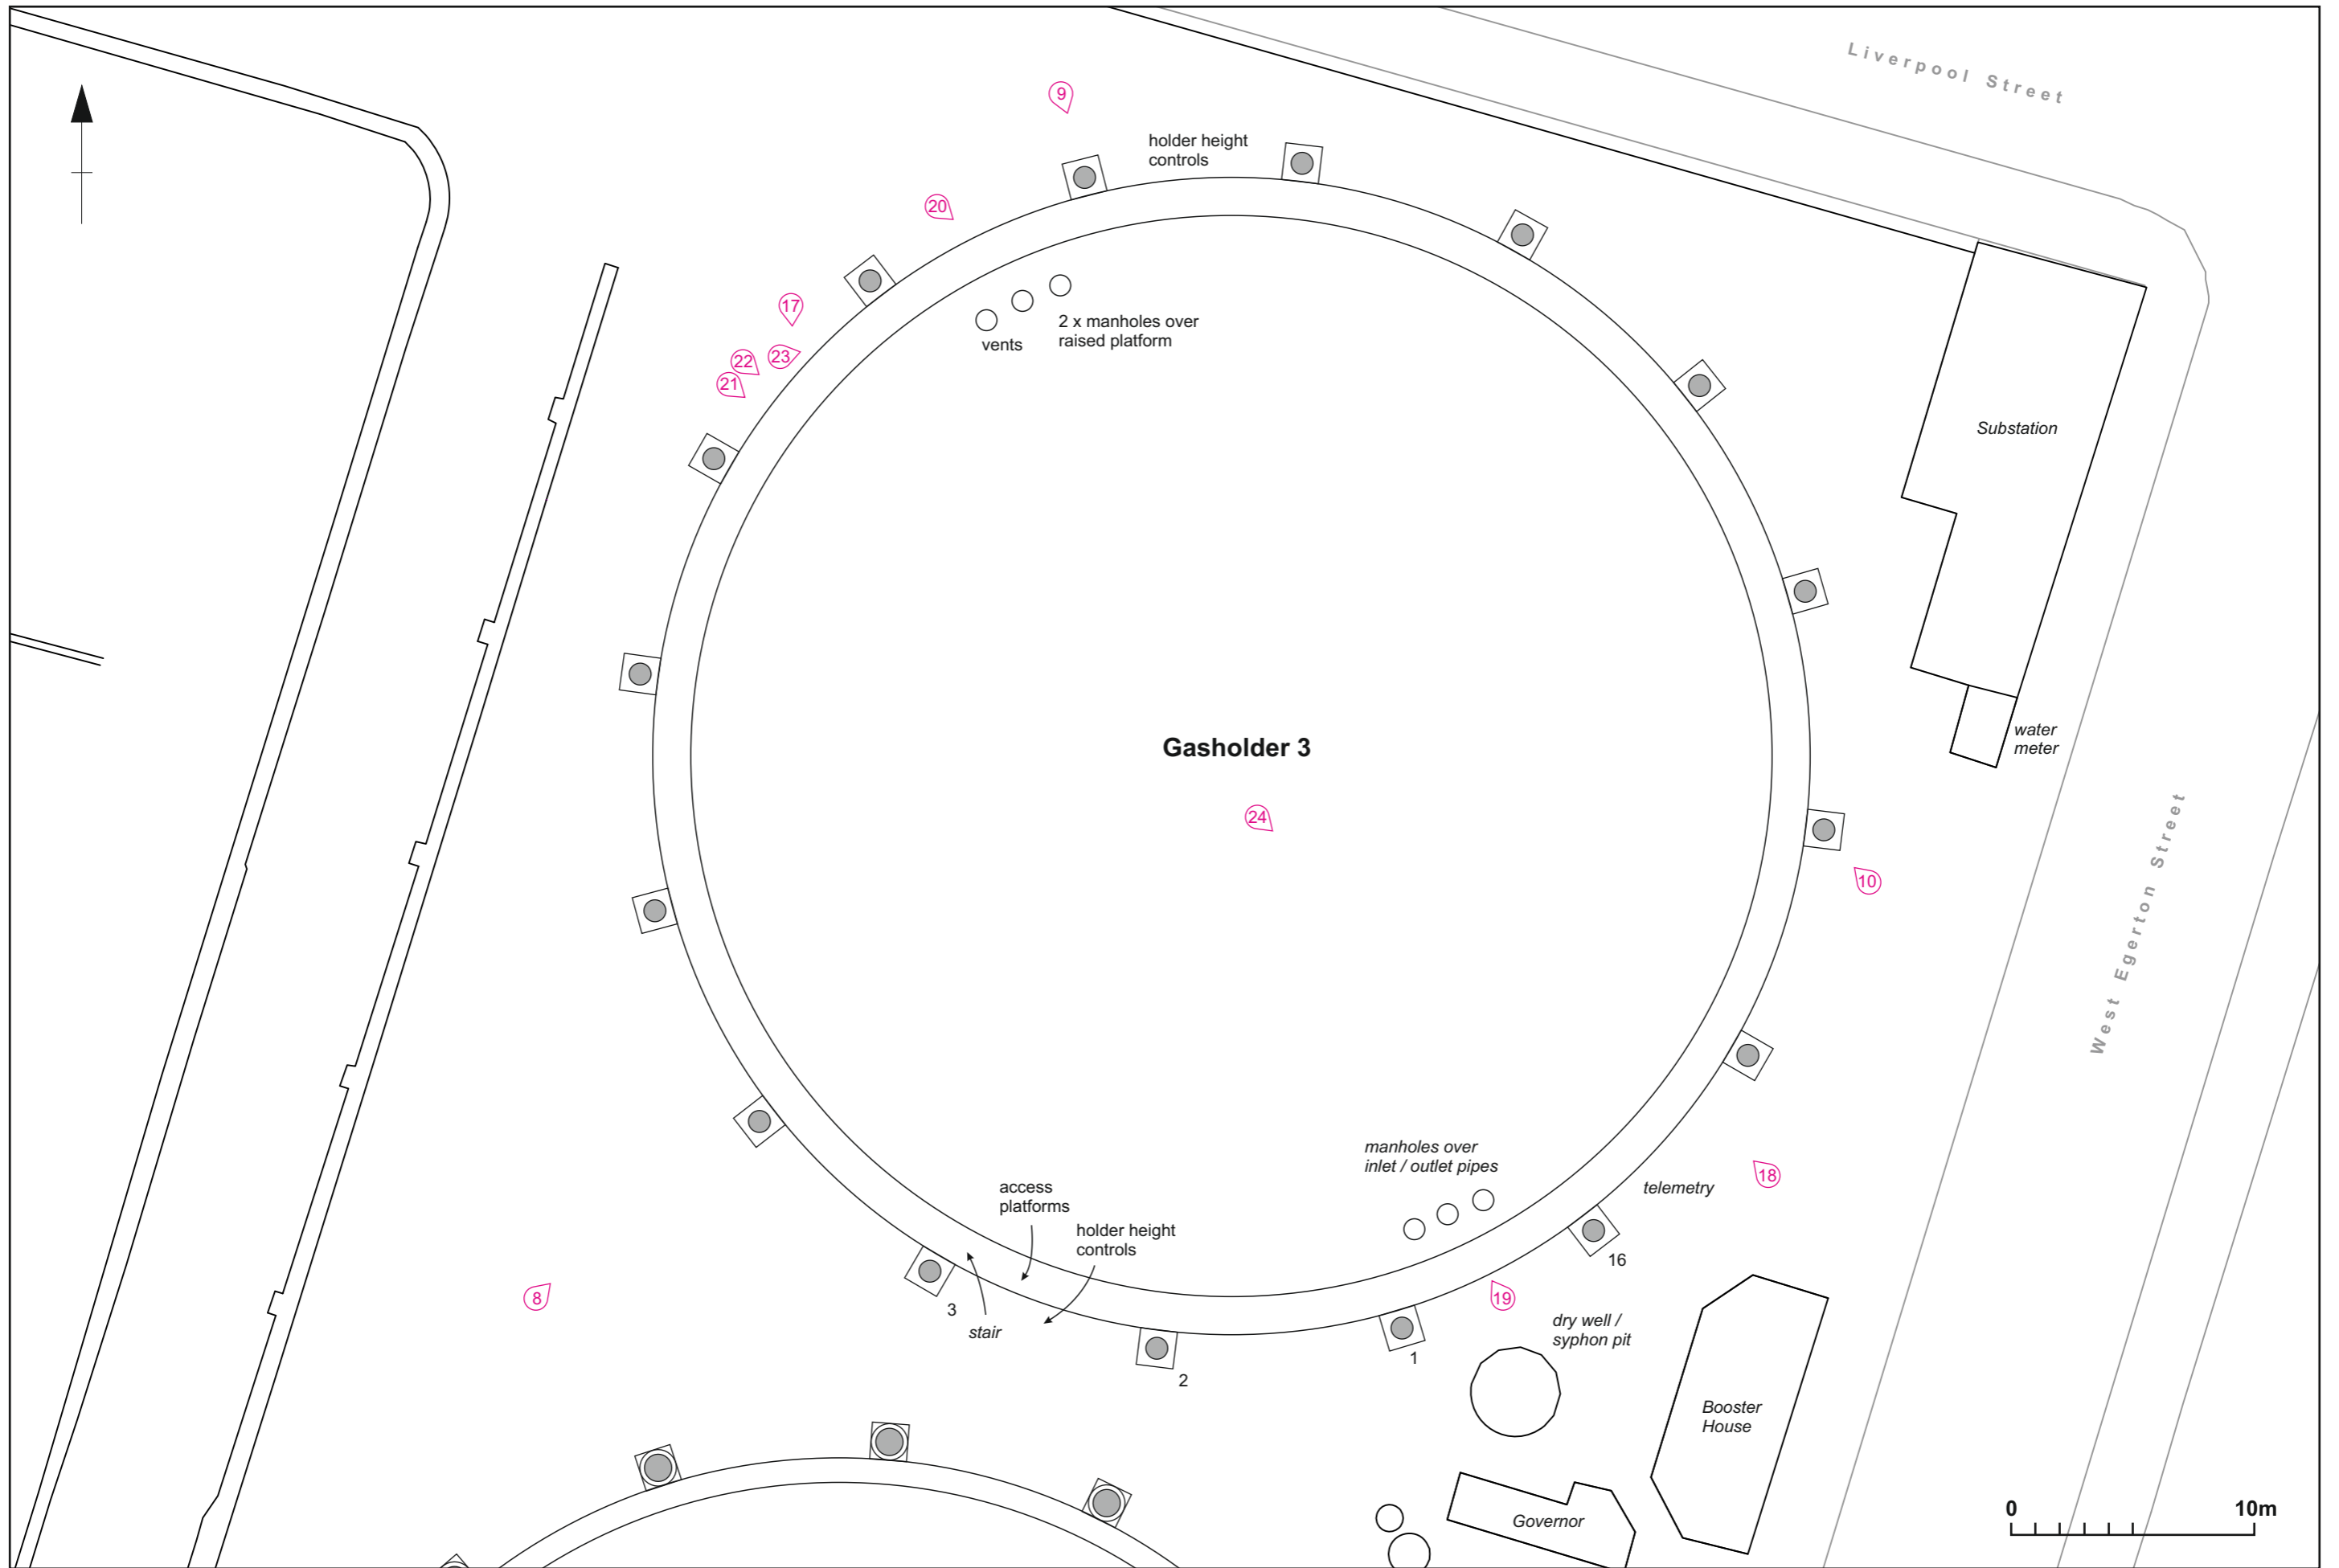 Liverpool Street
9
holder height
controls
20
17
2 x manholes over
raised platform
vents
22
23
21
Substation
water
meter
Gasholder 3
24
10
West Egerton Street
manholes over
inlet / outlet pipes
18
telemetry
access
platforms
holder height
controls
16
8
19
3
stair
dry well /
syphon pit
1
2
Booster
House
Governor
0
10m